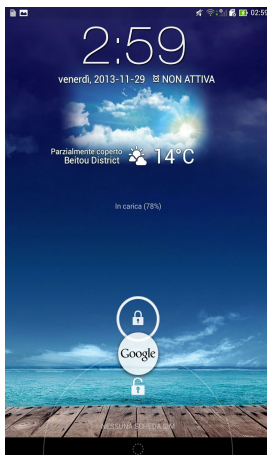 02:59
2:59
venerdì, 2013-11-29 NON ATTIVA
Parzialmente coperto
Beitou District
14°C
In carica (78%)
Google
NESSUNA SCHEDA SIM